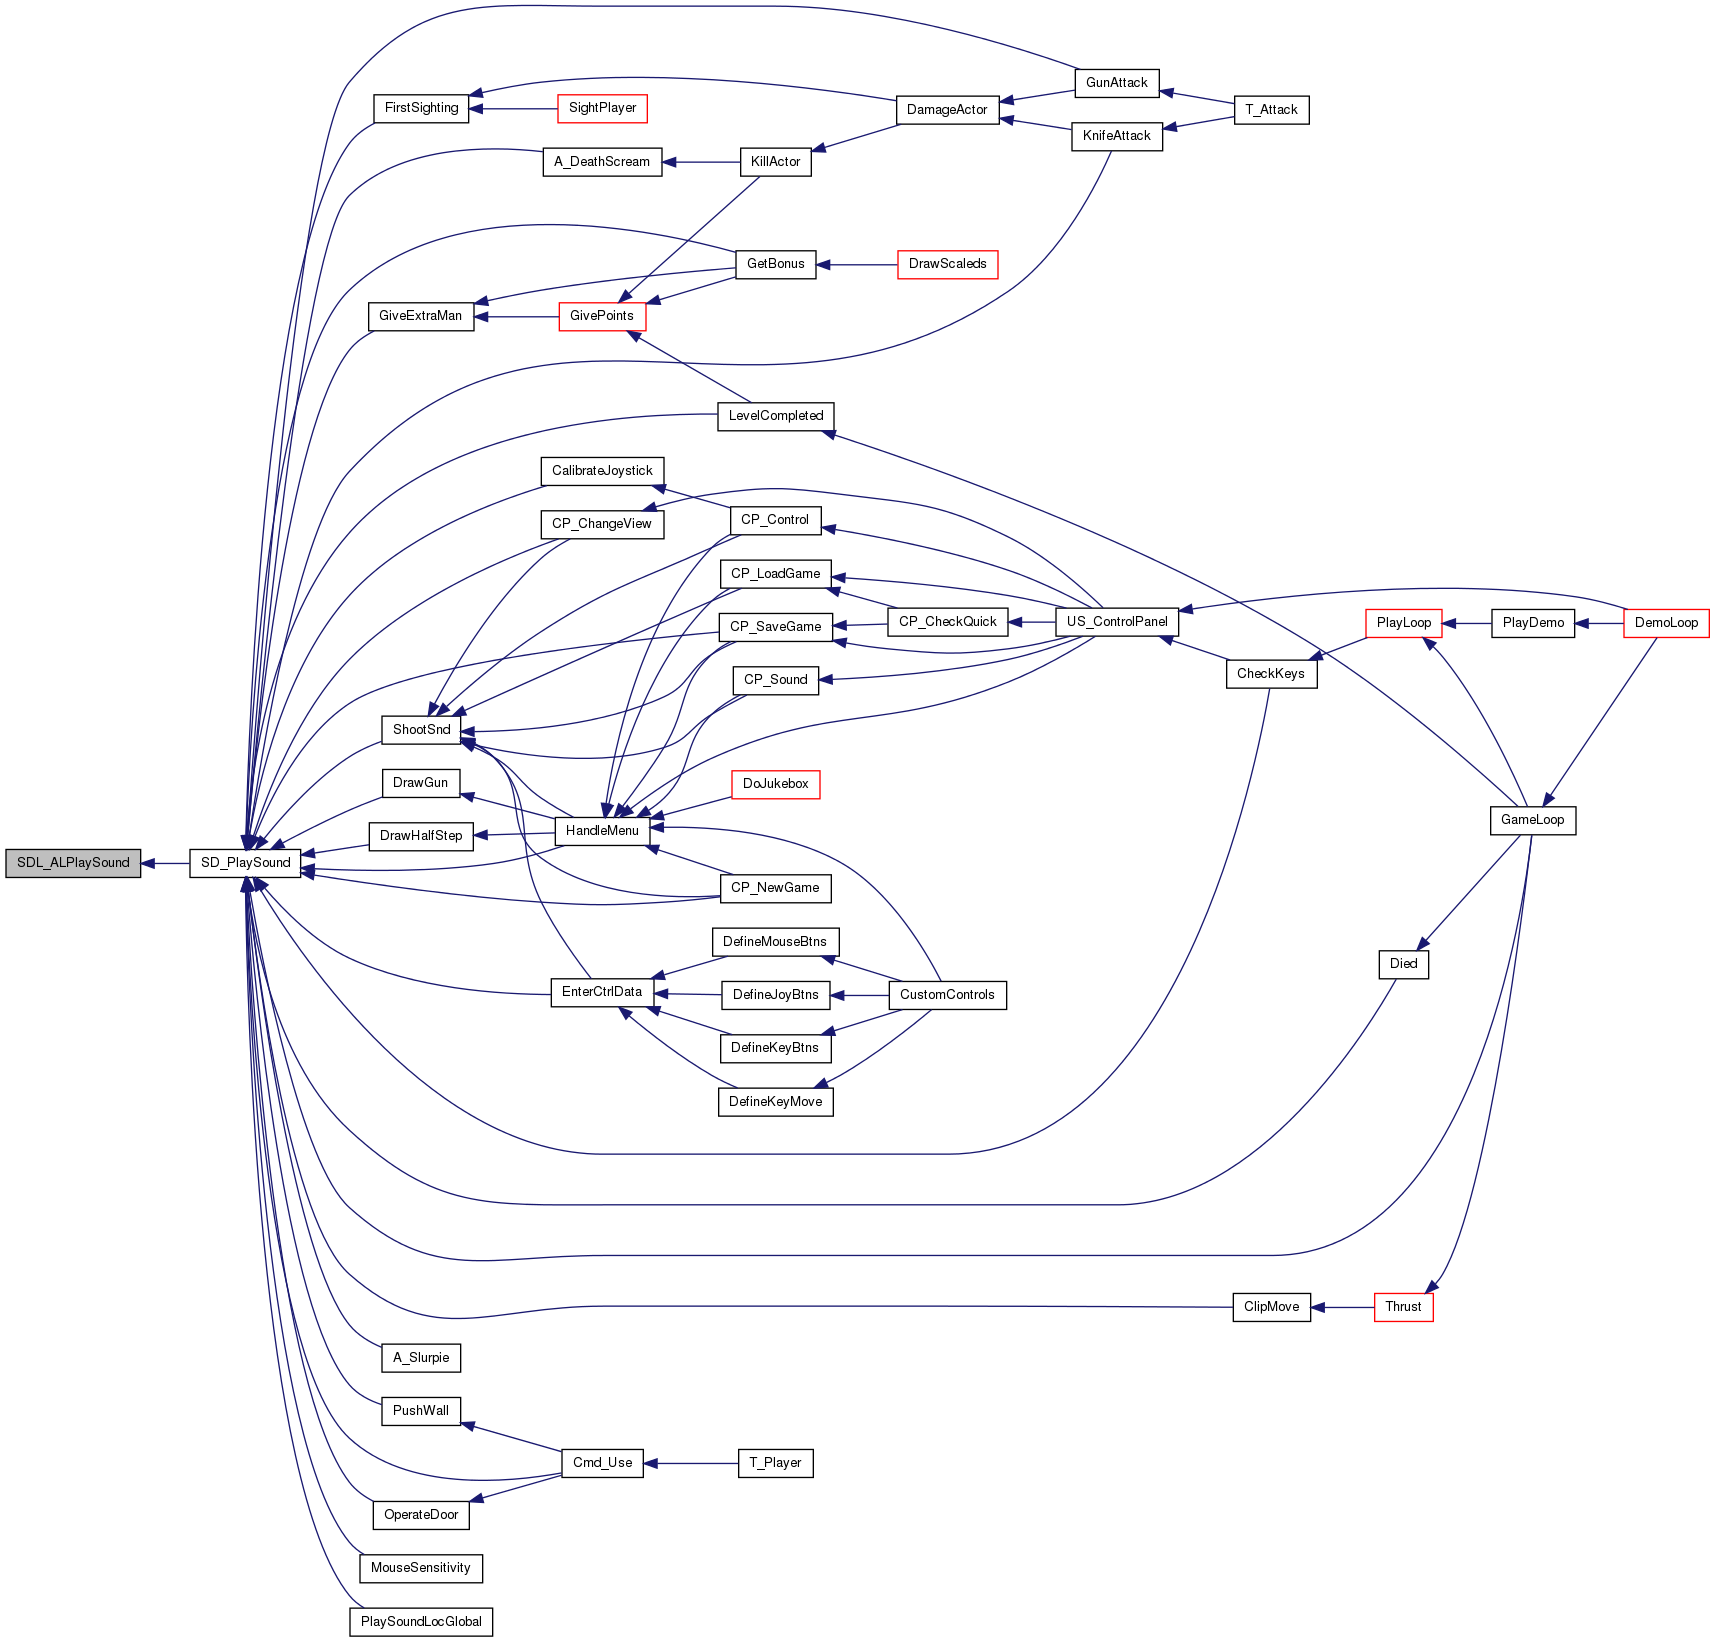 GunAttack
FirstSighting
SightPlayer
DamageActor
T_Attack
KnifeAttack
A_DeathScream
KillActor
GetBonus
DrawScaleds
GiveExtraMan
GivePoints
LevelCompleted
CalibrateJoystick
CP_ChangeView
CP_Control
CP_LoadGame
CP_SaveGame
CP_CheckQuick
US_ControlPanel
PlayLoop
PlayDemo
DemoLoop
CP_Sound
CheckKeys
ShootSnd
DrawGun
DoJukebox
GameLoop
DrawHalfStep
HandleMenu
SDL_ALPlaySound
SD_PlaySound
CP_NewGame
DefineMouseBtns
Died
EnterCtrlData
DefineJoyBtns
CustomControls
DefineKeyBtns
DefineKeyMove
ClipMove
Thrust
A_Slurpie
PushWall
Cmd_Use
T_Player
OperateDoor
MouseSensitivity
PlaySoundLocGlobal